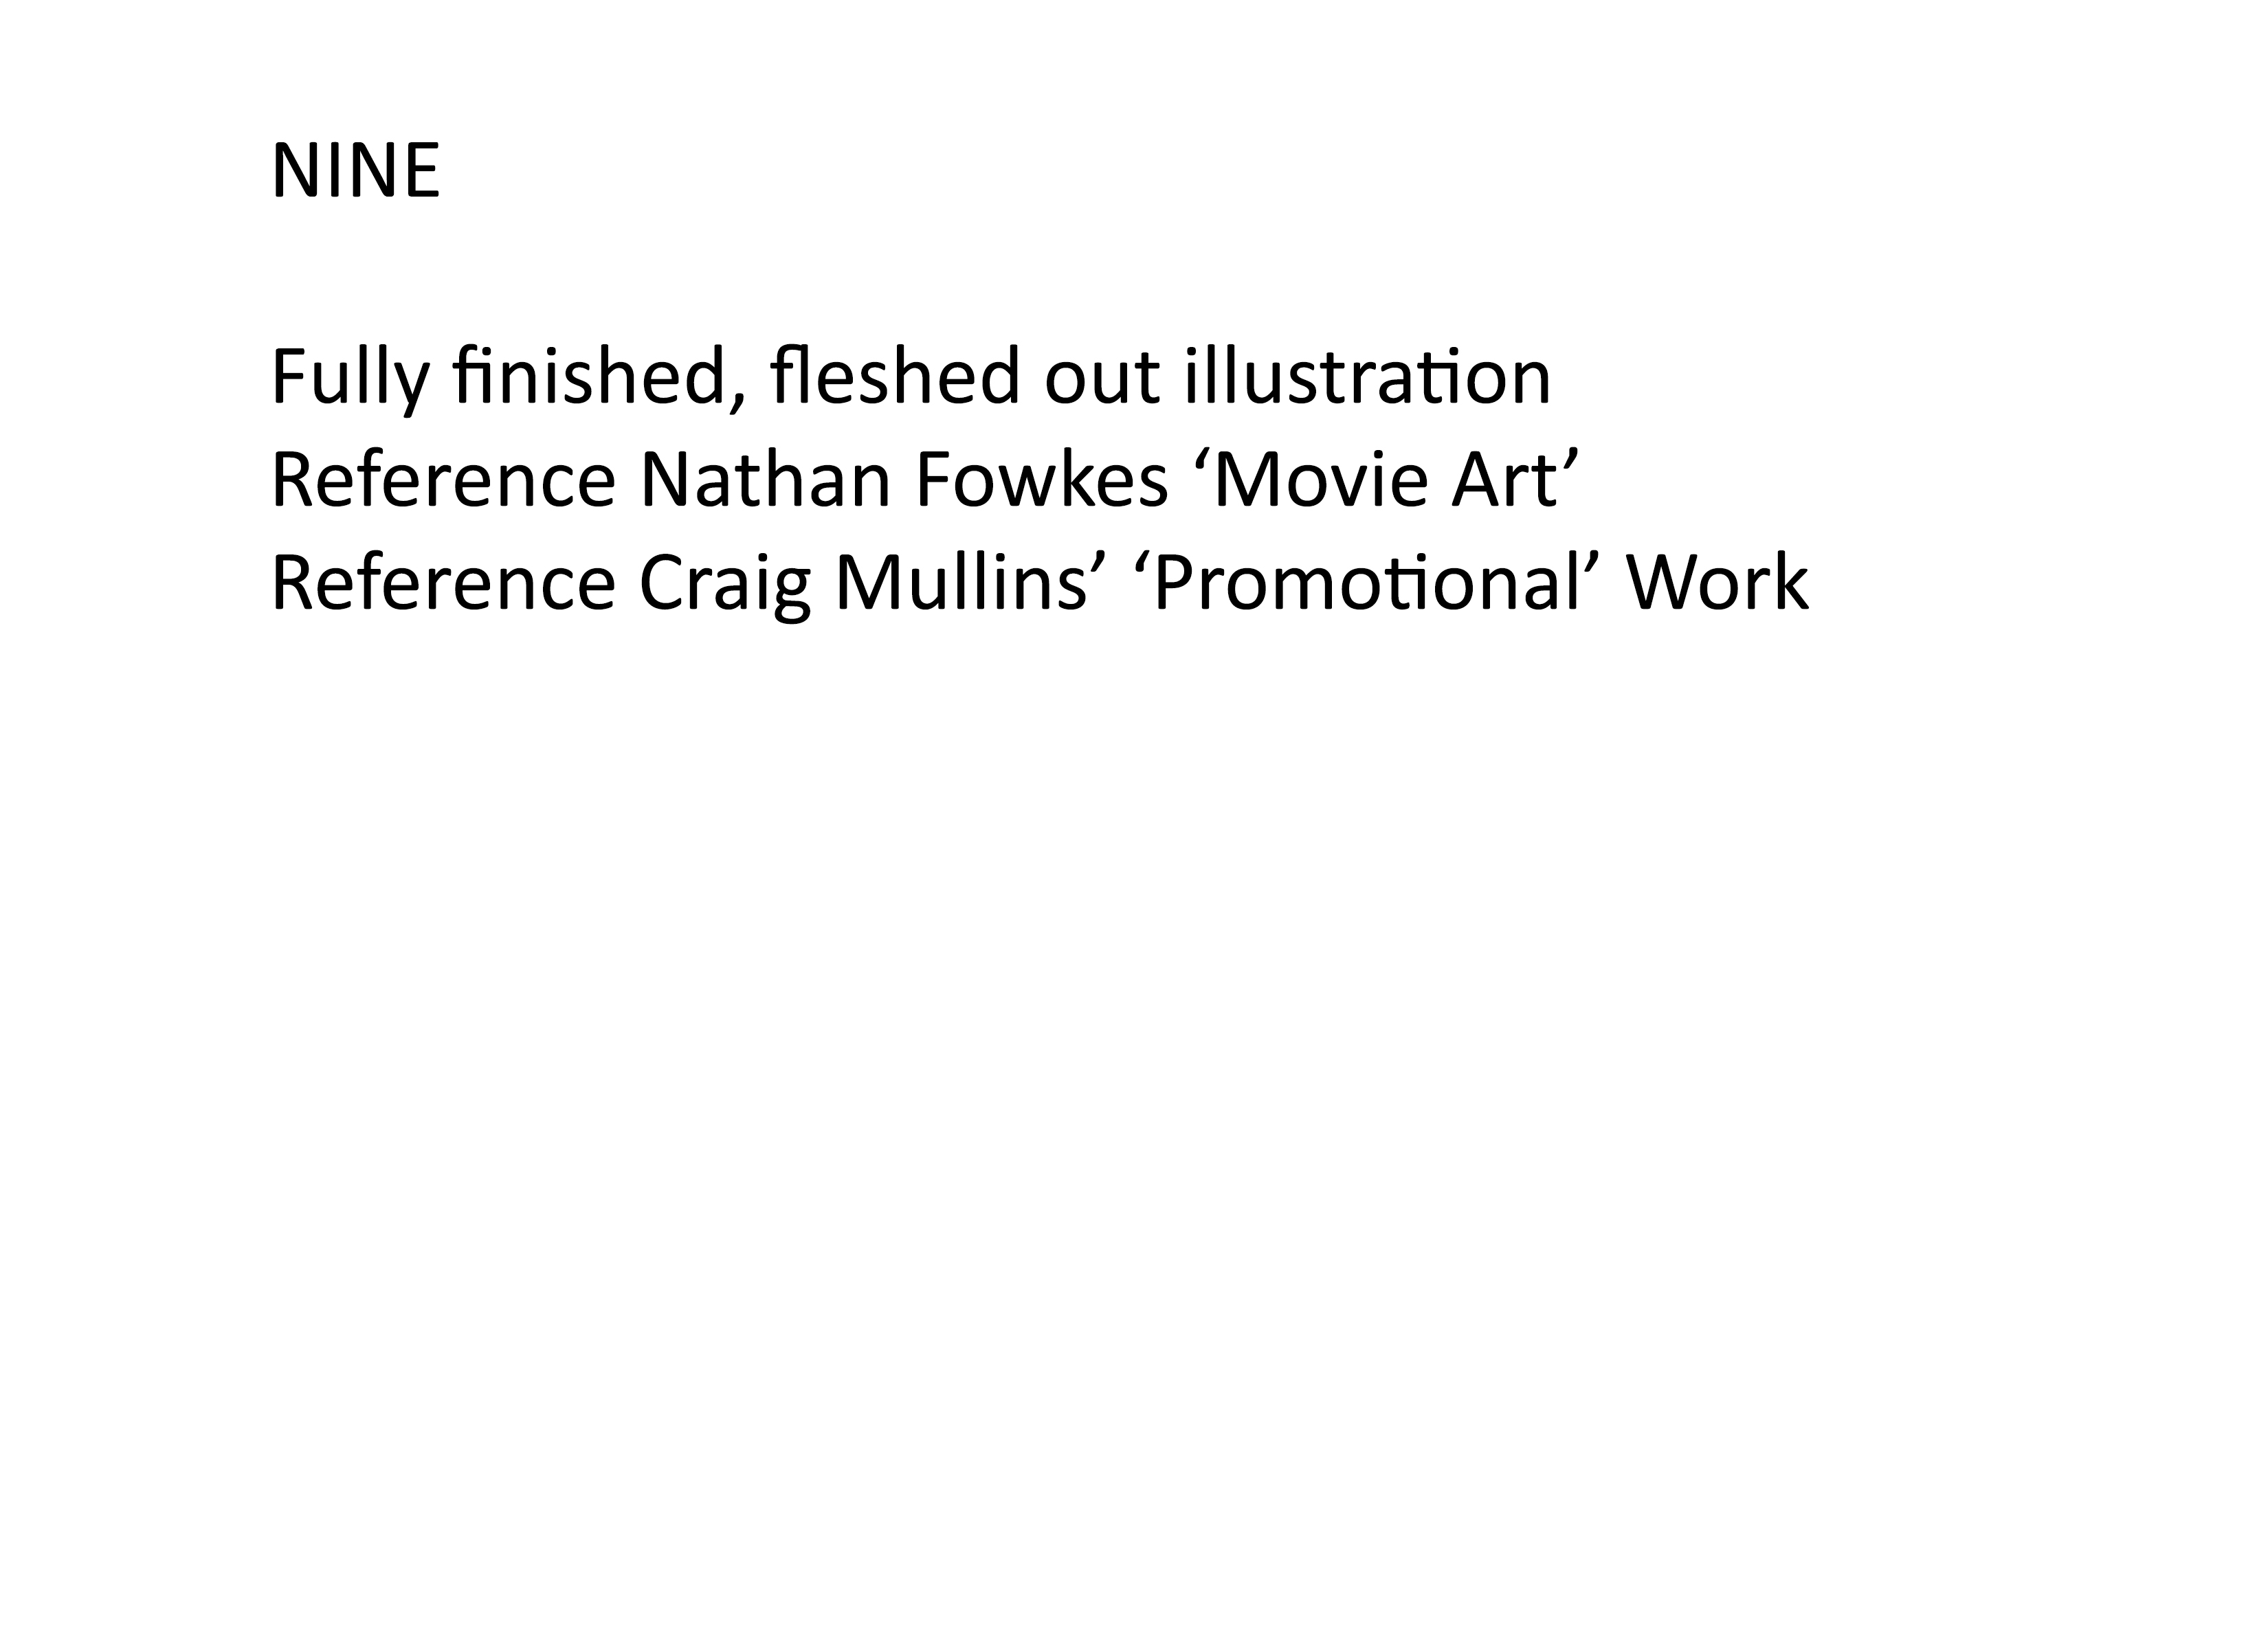 NINE
Fully finished, fleshed out illustration
Reference Nathan Fowkes ‘Movie Art’
Reference Craig Mullins’ ‘Promotional’ Work